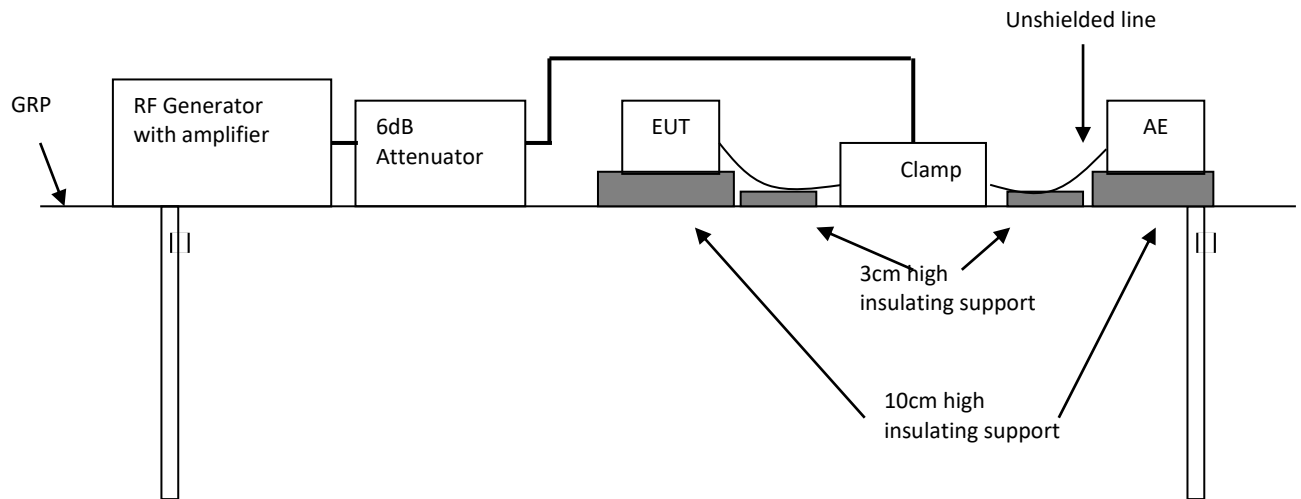 Unshielded line
GRP
RF Generator
with amplifier
6dB
Attenuator
EUT
Clamp
AE
3cm high
insulating support
10cm high
insulating support